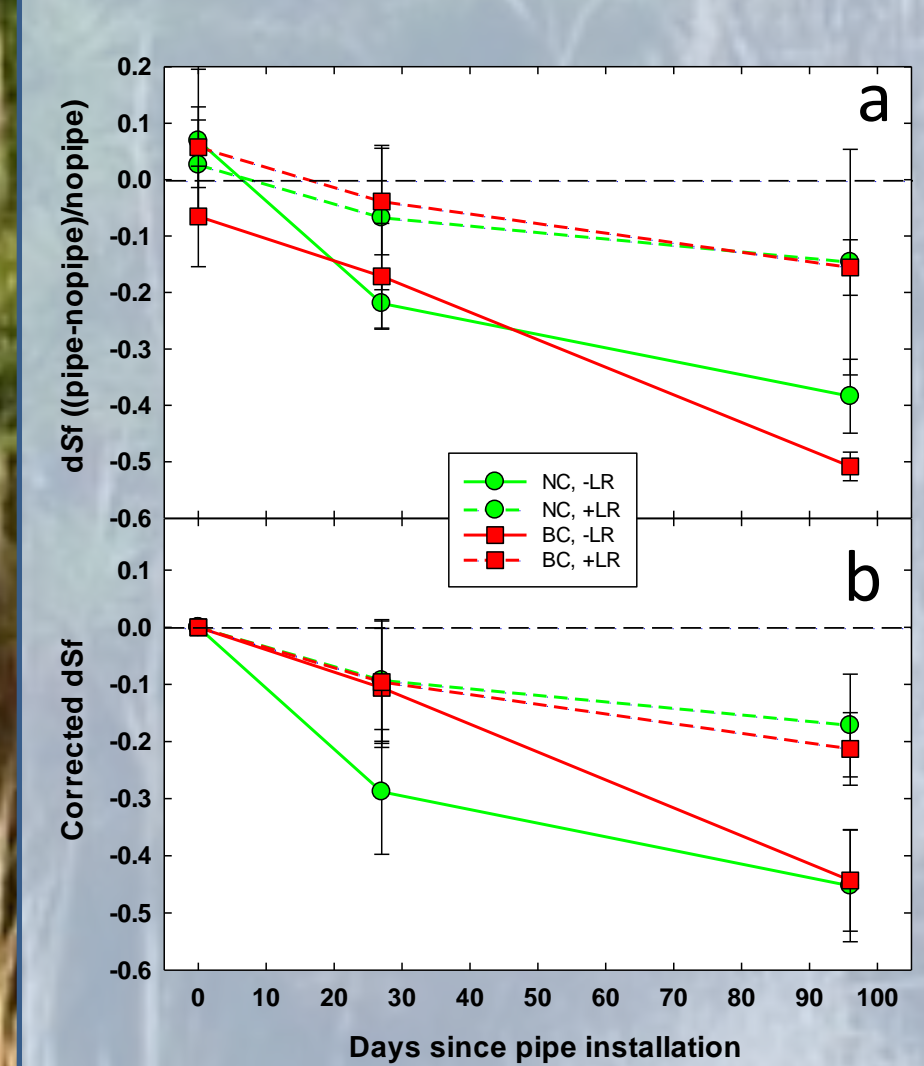 a
0.2
0.1
0.0
-0.1
-0.2
-0.3
-0.4
-0.5
-0.6
dSf ((pipe-nopipe)/nopipe)
NC, -LR
NC, +LR
BC, -LR
BC, +LR
b
0.1
0.0
-0.1
-0.2
-0.3
-0.4
-0.5
-0.6
Corrected dSf
0 10 20 30 40 50 60 70 80 90 100
Days since pipe installation